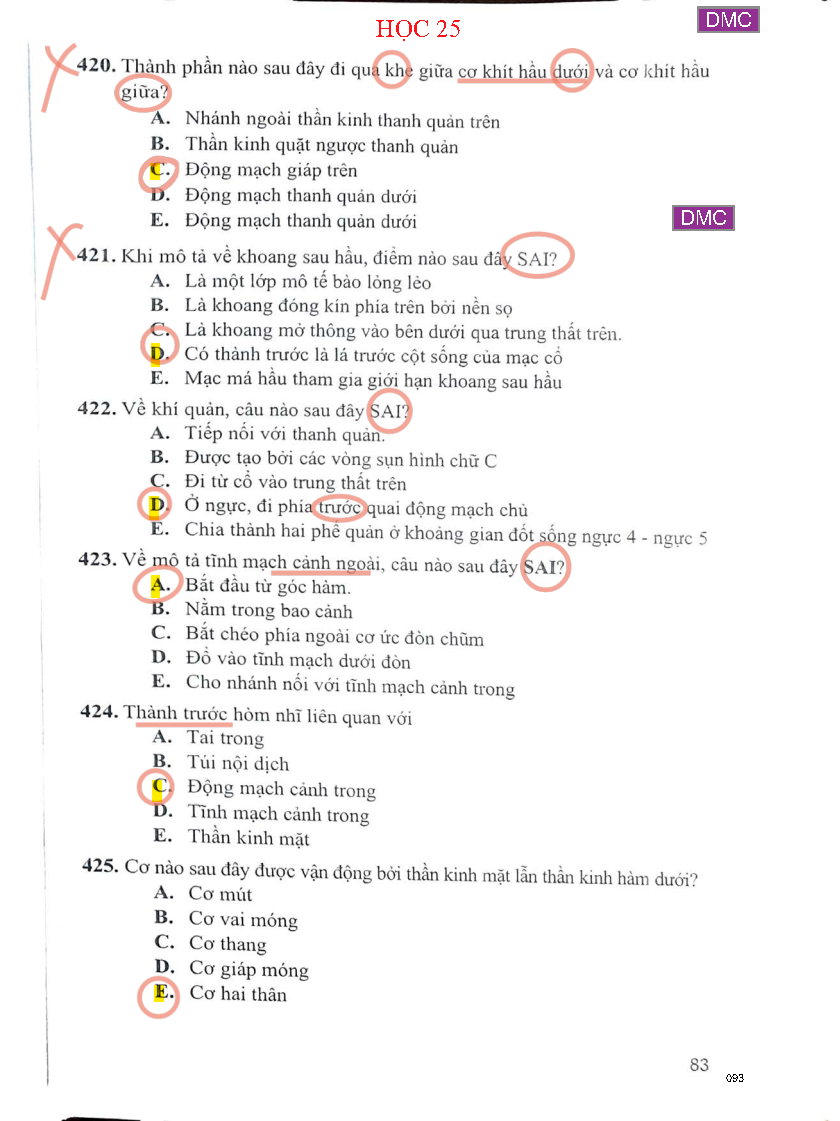 HỌC 25
DMC
420. Thành phần nào sau đây đi qua khe giữa cơ khít hầu dưới và cơ khít hầu
giữa?
A. Nhánh ngoài thần kinh thanh quản trên
B. Thần kinh quặt ngược thanh quản
C. Động mạch giáp trên
D. Động mạch thanh quản dưới
E. Động mạch thanh quản dưới
DMC
421. Khi mô tả về khoang sau hầu, điểm nào sau đây SAI?
A. Là một lớp mô tế bào lỏng lẻo
B. Là khoang đóng kín phía trên bởi nền sọ
C. Là khoang mở thông vào bên dưới qua trung thất trên.
D. Có thành trước là lá trước cột sống của mạc cổ
E. Mạc má hầu tham gia giới hạn khoang sau hầu
422. Về khí quản, câu nào sau đây SAI?
A. Tiếp nối với thanh quản.
B. Được tạo bởi các vòng sụn hình chữ C
C. Đi từ cổ vào trung thất trên
D. Ở ngực, đi phía trước quai động mạch chủ
E. Chia thành hai phế quản ở khoảng gian đốt sống ngực 4 - ngực 5
423. Về mô tả tĩnh mạch cảnh ngoài, câu nào sau đây SAI?
A. Bắt đầu từ góc hàm.
B. Nằm trong bao cảnh
C. Bắt chéo phía ngoài cơ ức đòn chũm
D. Đổ vào tĩnh mạch dưới đòn
E. Cho nhánh nối với tĩnh mạch cảnh trong
424. Thành trước hòm nhĩ liên quan với
A. Tai trong
B. Túi nội dịch
C. Động mạch cảnh trong
D. Tĩnh mạch cảnh trong
E. Thần kinh mặt
425. Cơ nào sau đây được vận động bởi thần kinh mặt lẫn thần kinh hàm dưới?
A. Cơ mút
B. Cơ vai móng
C. Cơ thang
D. Cơ giáp móng
E. Cơ hai thân
83
093